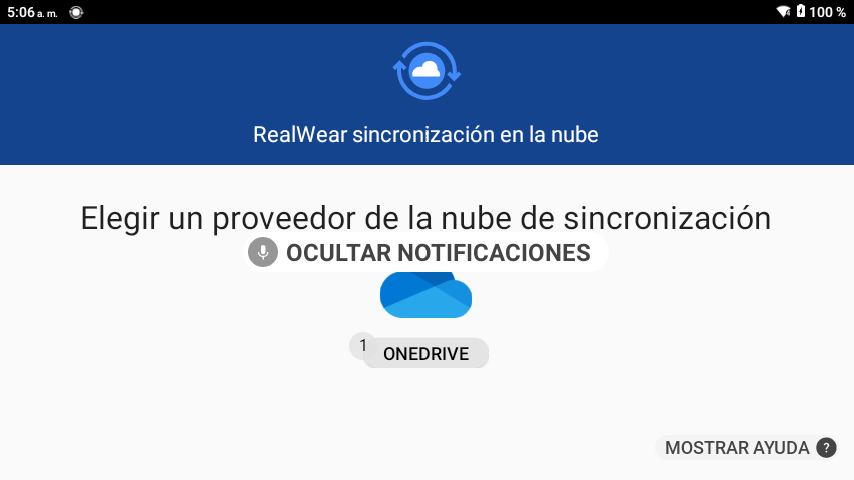 5:06 a. m.
100 %
RealWear sincronización en la nube
Elegir un proveedor de la nube de sincronización
OCULTAR NOTIFICACIONES
1
ONEDRIVE
MOSTRAR AYUDA ?